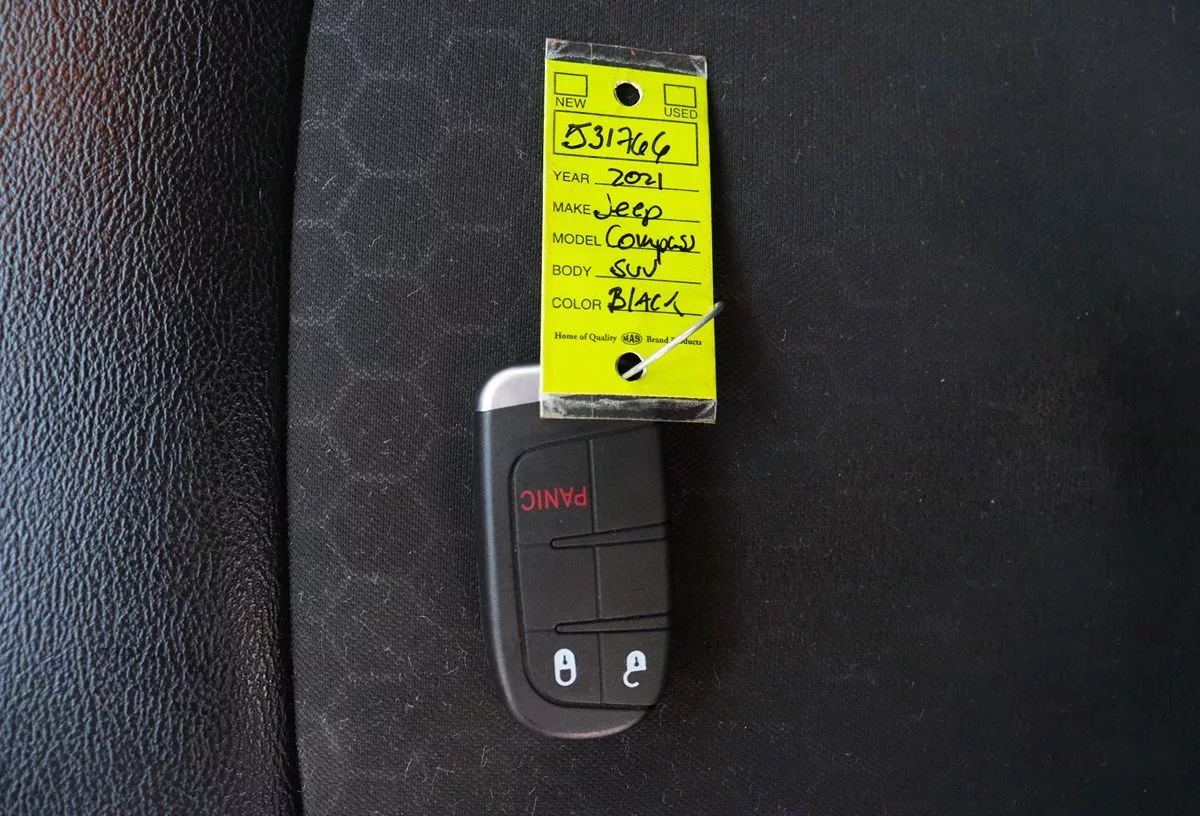 NEW USED
531766
YEAR 2021
MAKE Jeep
MODEL Compass
BODY SUV
COLOR BLACK
Home of Quality MAS Brand Products
PANIC